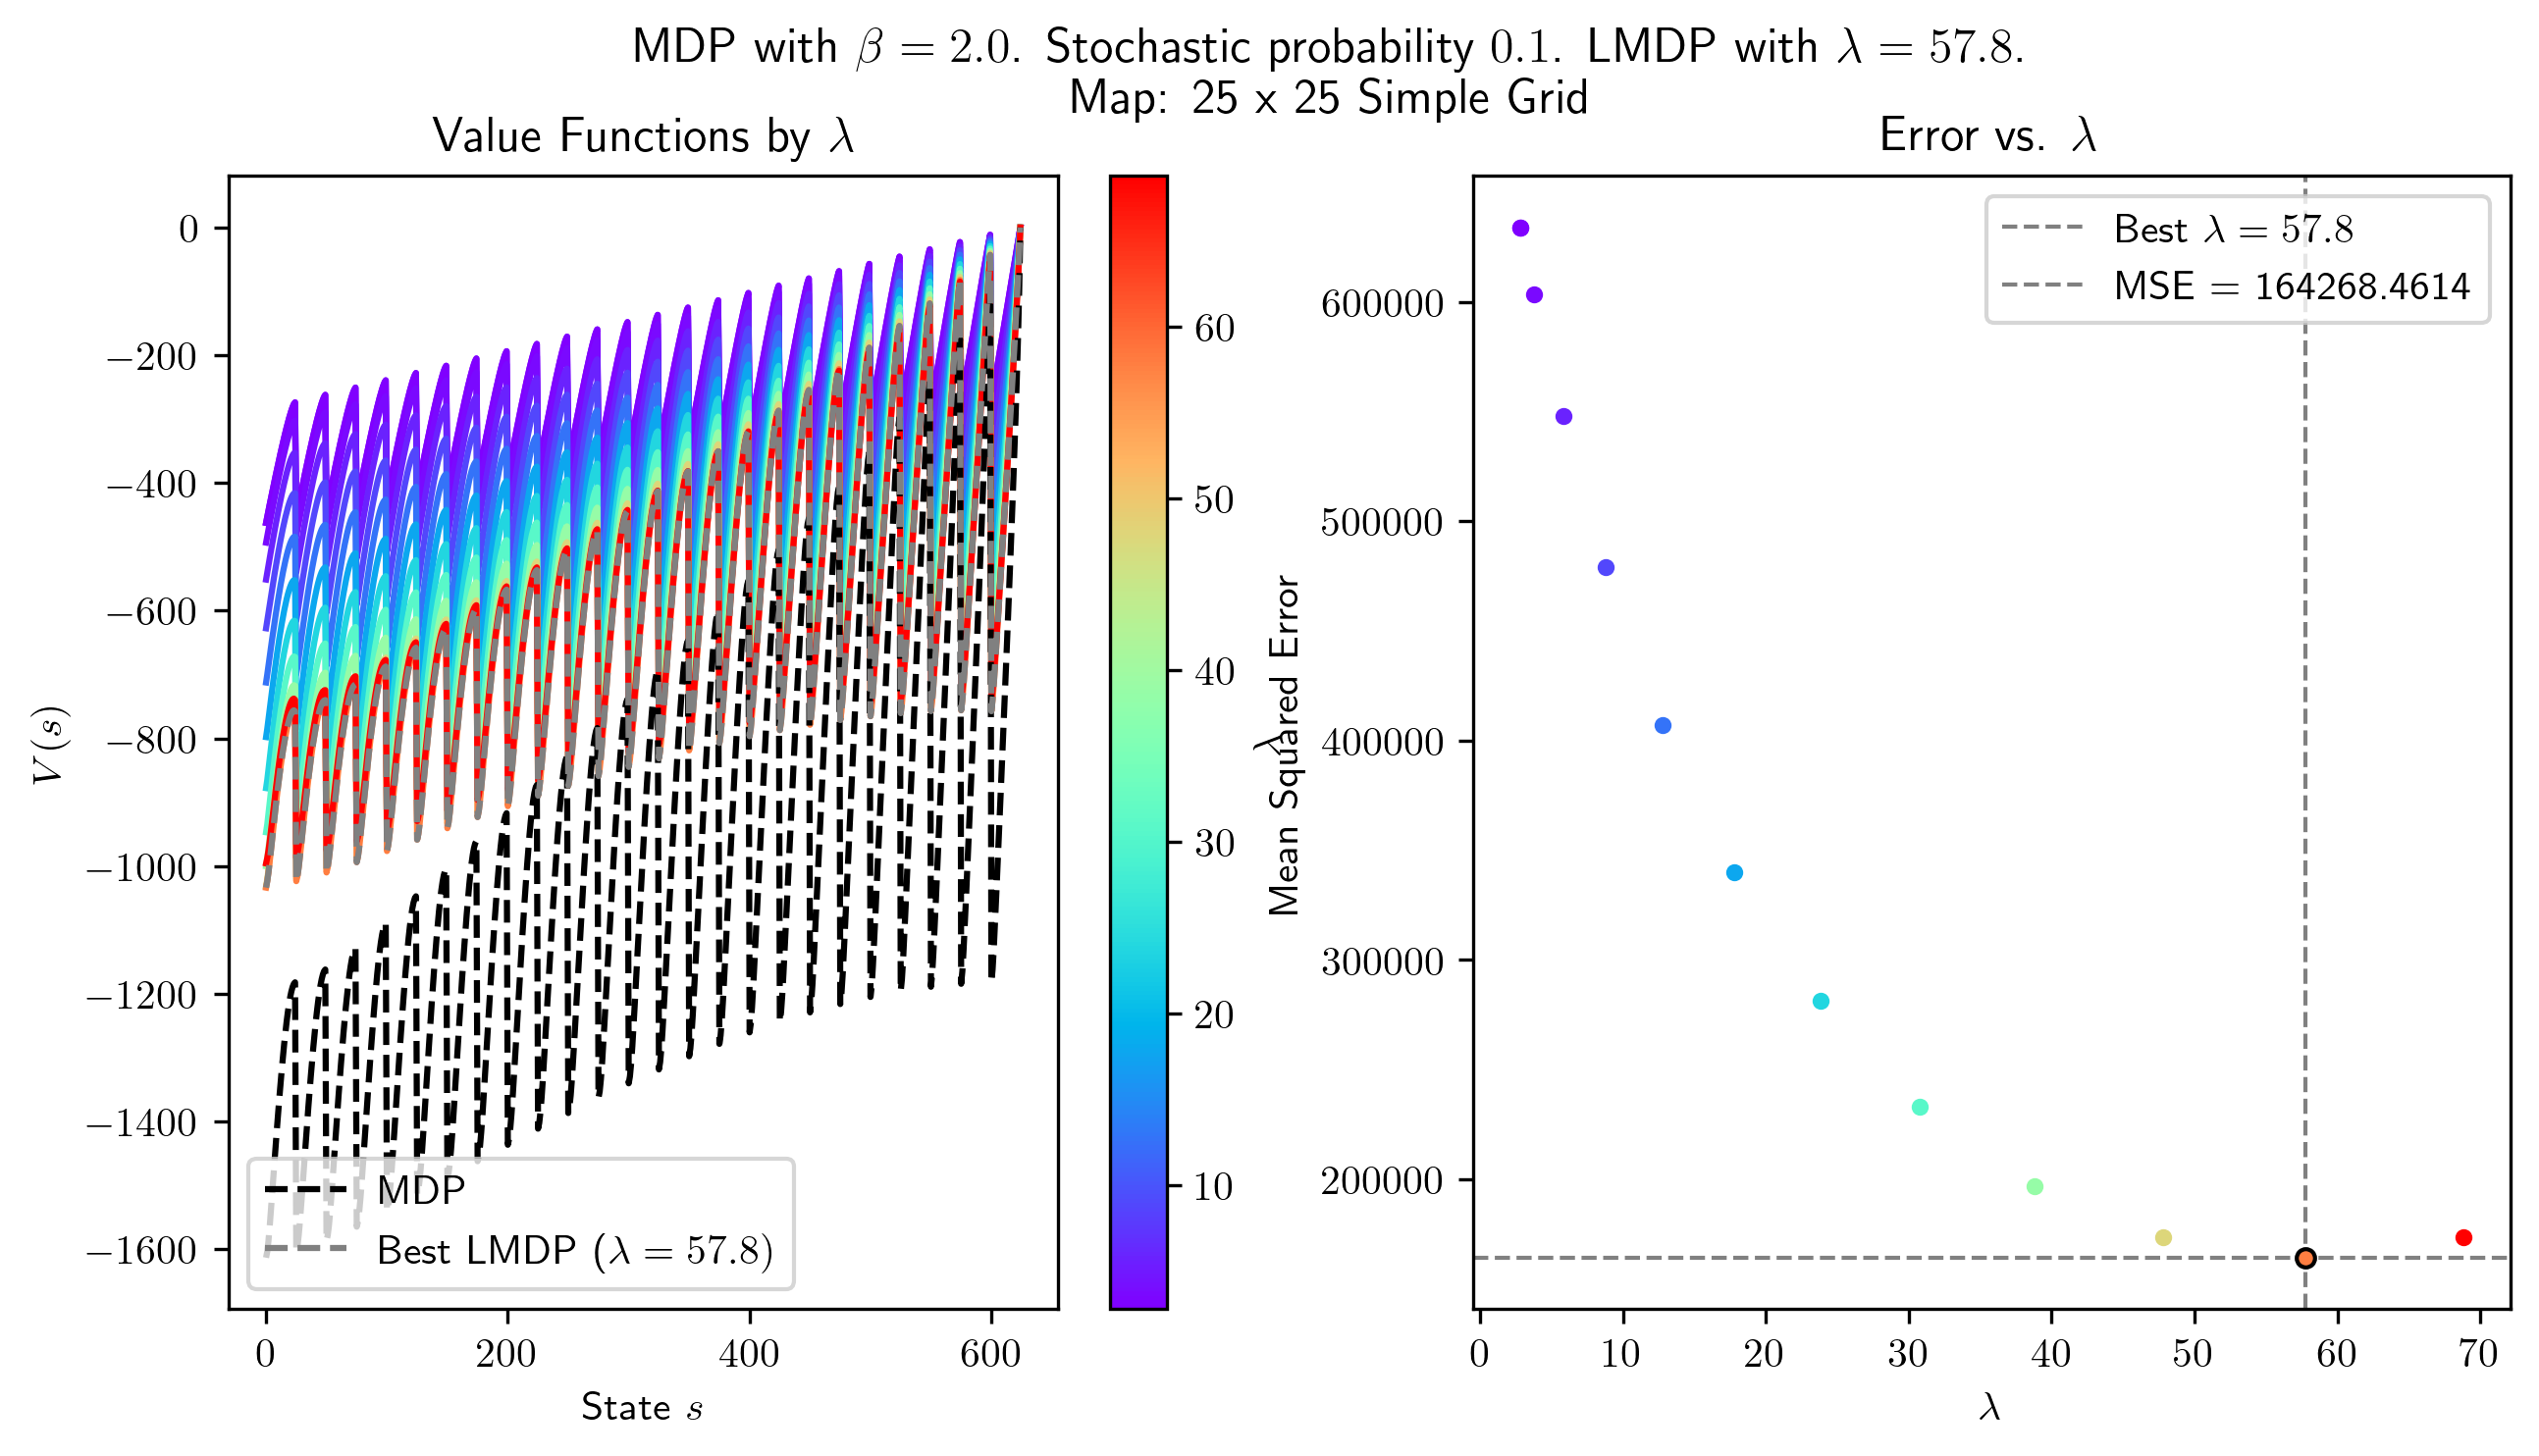 MDP with β = 2.0. Stochastic probability 0.1. LMDP with λ = 57.8.
Map: 25 x 25 Simple Grid
Value Functions by λ
0
−200
−400
−600
−800
−1000
−1200
−1400
−1600
V(s)
MDP
Best LMDP (λ = 57.8)
0
200
400
600
State s
60
50
40
30
20
10
λ
Error vs. λ
Mean Squared Error
600000
500000
400000
300000
200000
Best λ = 57.8
MSE = 164268.4614
0
10
20
30
40
50
60
70
λ